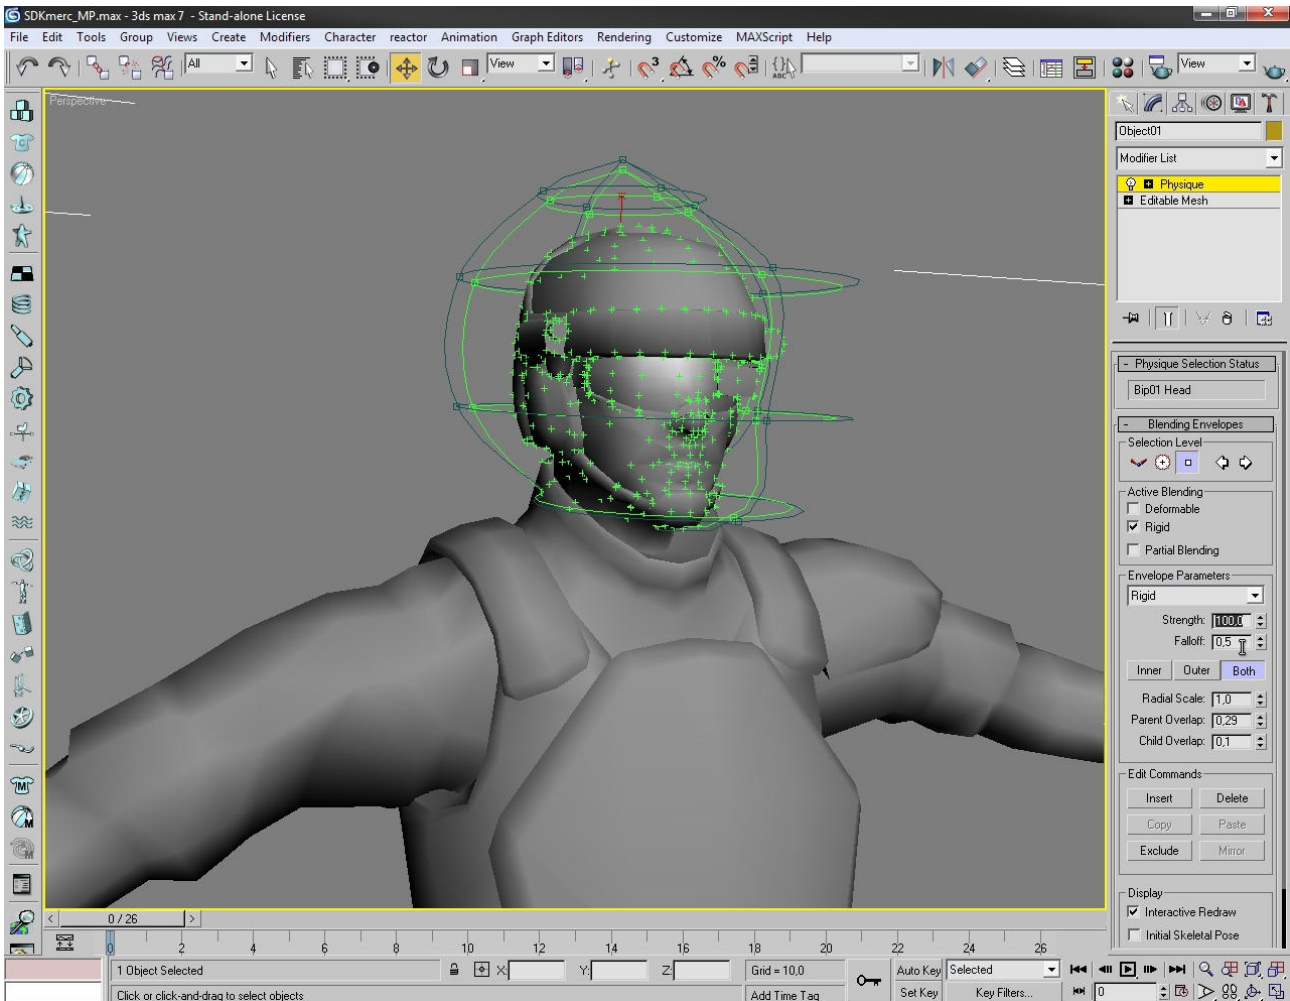 SDKmerc_MP.max - 3ds max 7 - Stand-alone License
File Edit Tools Group Views Create Modifiers Character reactor Animation Graph Editors Rendering Customize MAXScript Help
All View View
Perspective
Object01
Modifier List
Physique
Editable Mesh
- Physique Selection Status
Bip01 Head
- Blending Envelopes
Selection Level
Active Blending
Deformable
Rigid
Partial Blending
Envelope Parameters
Rigid
Strength: 100,0
Falloff: 0,5
Inner Outer Both
Radial Scale: 1,0
Parent Overlap: 0,29
Child Overlap: 0,1
Edit Commands
Insert Delete
Copy Paste
Exclude Mirror
Display
Interactive Redraw
Initial Skeletal Pose
< 0 / 26 >
0 2 4 6 8 10 12 14 16 18 20 22 24 26
1 Object Selected X: Y: Z: Grid = 10,0 Auto Key Selected
Click or click-and-drag to select objects Add Time Tag Set Key Key Filters... 0